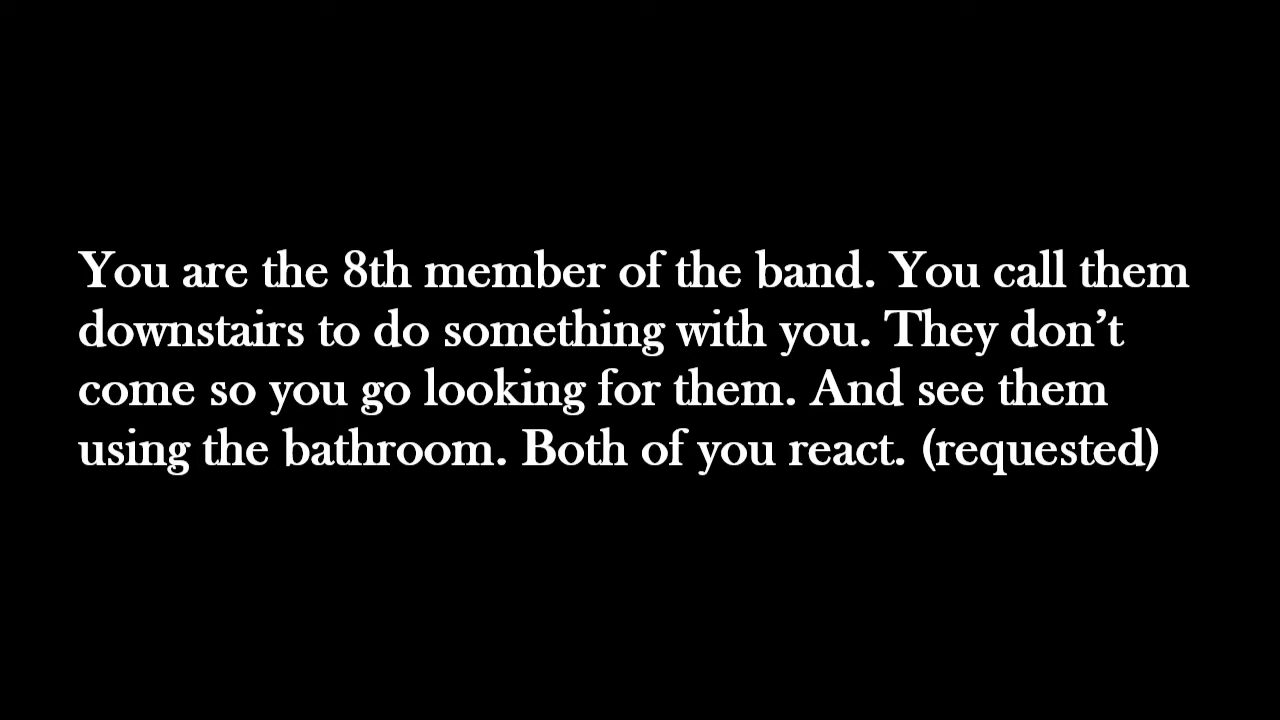 You are the 8th member of the band. You call them
downstairs to do something with you. They don’t
come so you go looking for them. And see them
using the bathroom. Both of you react. (requested)